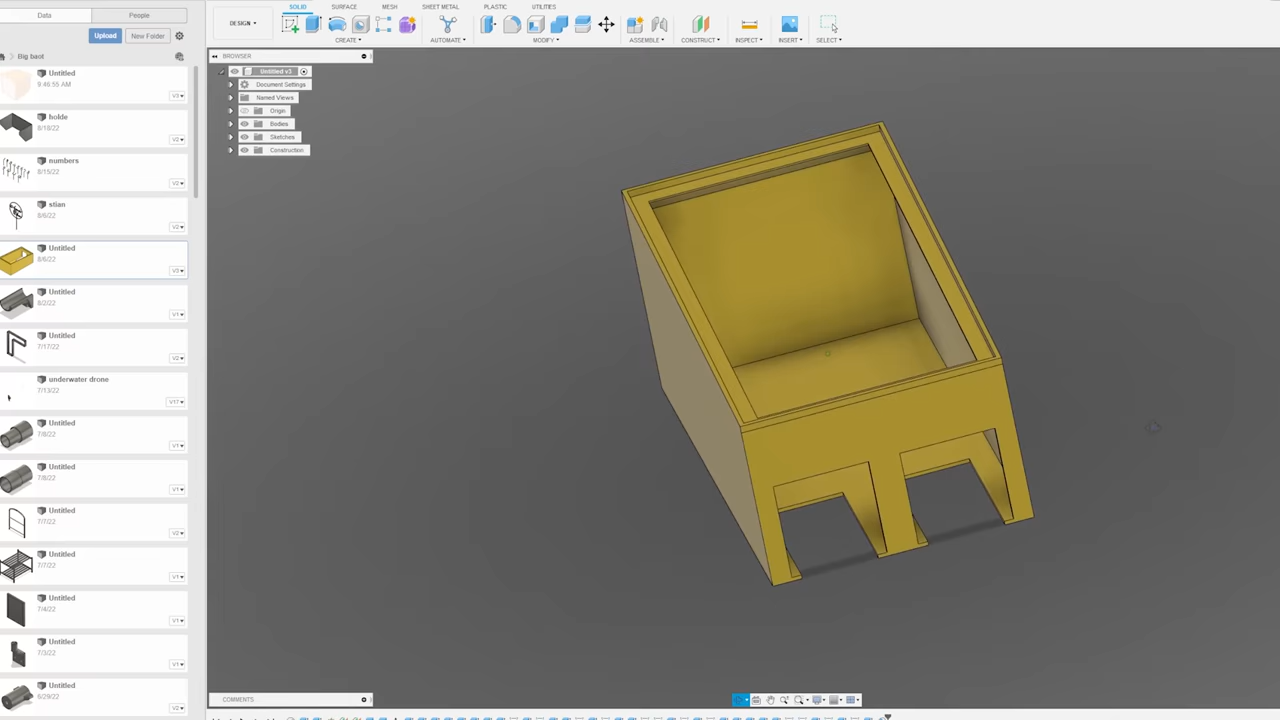 Data People
Upload New Folder
Big baot
Untitled
9:46:55 AM
V3
holde
8/18/22
V2
numbers
8/15/22
V2
stian
8/6/22
V2
Untitled
8/6/22
V3
Untitled
8/2/22
V1
Untitled
7/17/22
V2
underwater drone
7/13/22
V17
Untitled
7/8/22
V1
Untitled
7/8/22
V1
Untitled
7/7/22
V2
Untitled
7/7/22
V1
Untitled
7/4/22
V1
Untitled
7/3/22
V1
Untitled
6/29/22
V2
SOLID SURFACE MESH SHEET METAL PLASTIC UTILITIES
DESIGN
CREATE AUTOMATE MODIFY ASSEMBLE CONSTRUCT INSPECT INSERT SELECT
BROWSER
Untitled v3
Document Settings
Named Views
Origin
Bodies
Sketches
Construction
COMMENTS